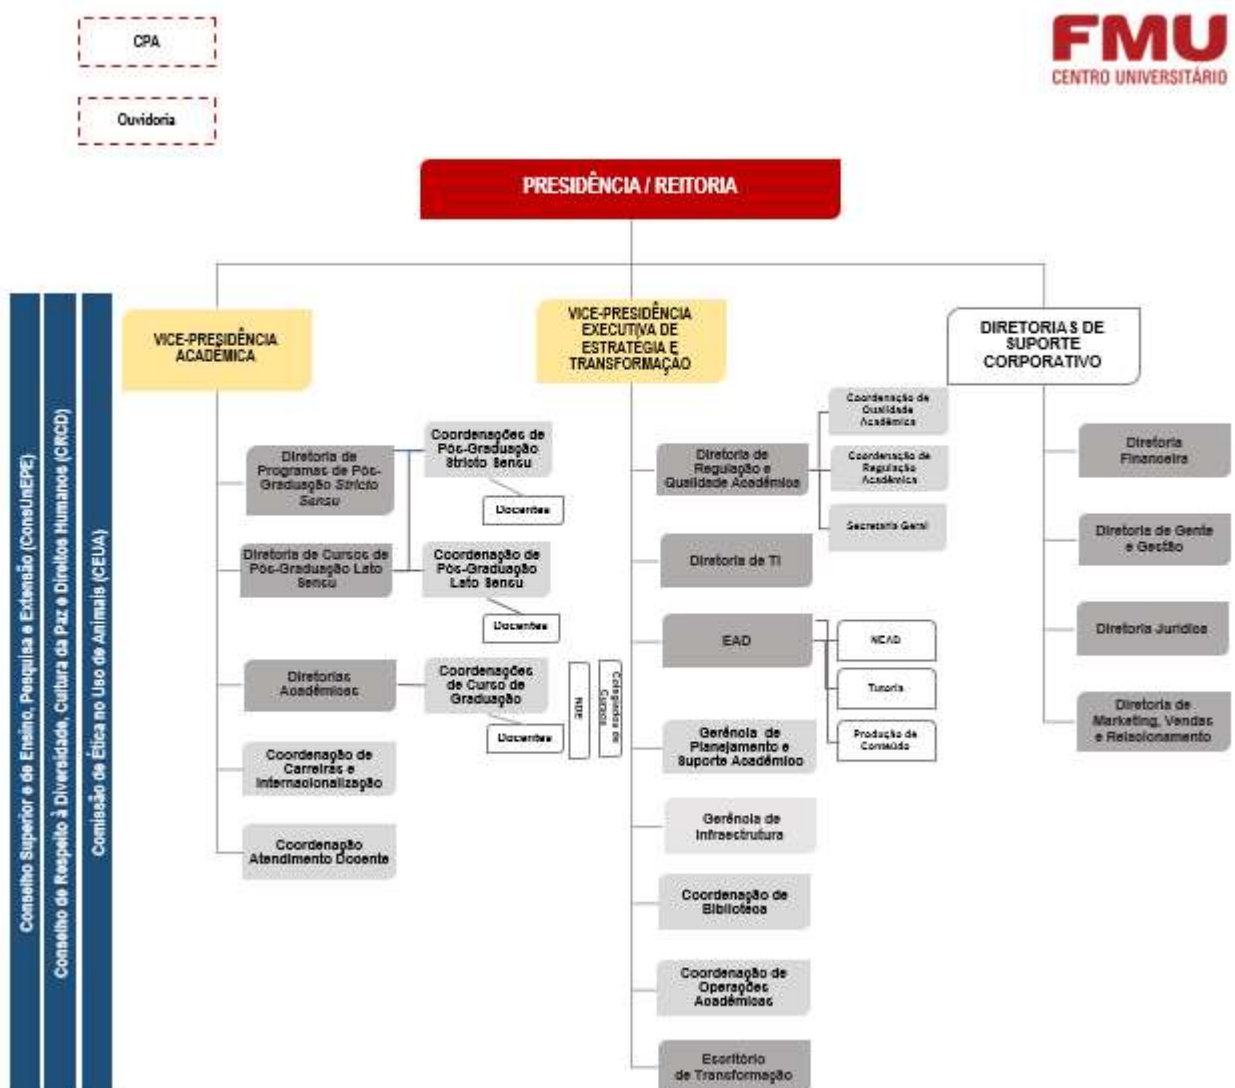 CPA
FMU
CENTRO UNIVERSITÁRIO
Ouvidoria
PRESIDÊNCIA / REITORIA
VICE-PRESIDÊNCIA
ACADÊMICA
VICE-PRESIDÊNCIA
EXECUTIVA DE
ESTRATÉGIA E
TRANSFORMAÇÃO
DIRETORIAS DE
SUPORTE
CORPORATIVO
Conselho Superior e de Ensino, Pesquisa e Extensão (ConsUnEPE)
Conselho de Respeito à Diversidade, Cultura da Paz e Direitos Humanos (CRCD)
Comissão de Ética no Uso de Animais (CEUA)
Diretoria de
Programas de Pós-
Graduação Stricto
Sensu
Coordenações de
Pós-Graduação
Stricto Sensu
Docentes
Diretoria de Cursos de
Pós-Graduação Lato
Sensu
Coordenação de
Pós-Graduação
Lato Sensu
Docentes
Diretorias
Acadêmicas
Coordenações
de Curso de
Graduação
Docentes
NDE
Colegiados de
Cursos
Coordenação de
Carreiras e
Internacionalização
Coordenação
Atendimento Docente
Diretoria de
Regulação e
Qualidade Acadêmica
Coordenação de
Qualidade
Acadêmica
Coordenação de
Regulação
Acadêmica
Secretaria Geral
Diretoria de TI
EAD
NEAD
Tutoria
Produção de
Conteúdo
Gerência de
Planejamento e
Suporte Acadêmico
Gerência de
Infraestrutura
Coordenação de
Biblioteca
Coordenação de
Operações
Acadêmicas
Escritório
de Transformação
Diretoria
Financeira
Diretoria de Gente
e Gestão
Diretoria Jurídica
Diretoria de
Marketing, Vendas
e Relacionamento